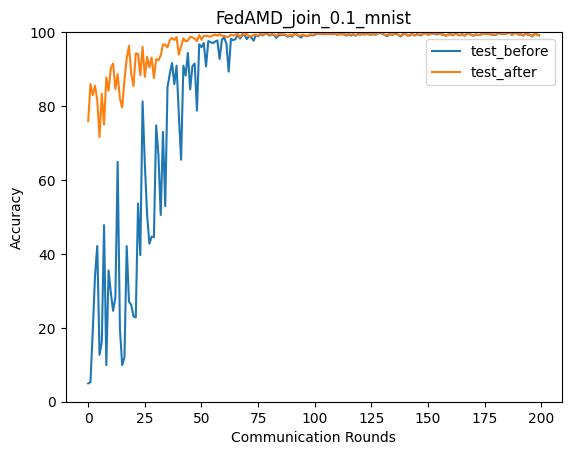 FedAMD_join_0.1_mnist
100
80
60
40
20
0
Accuracy
test_before
test_after
0 25 50 75 100 125 150 175 200
Communication Rounds